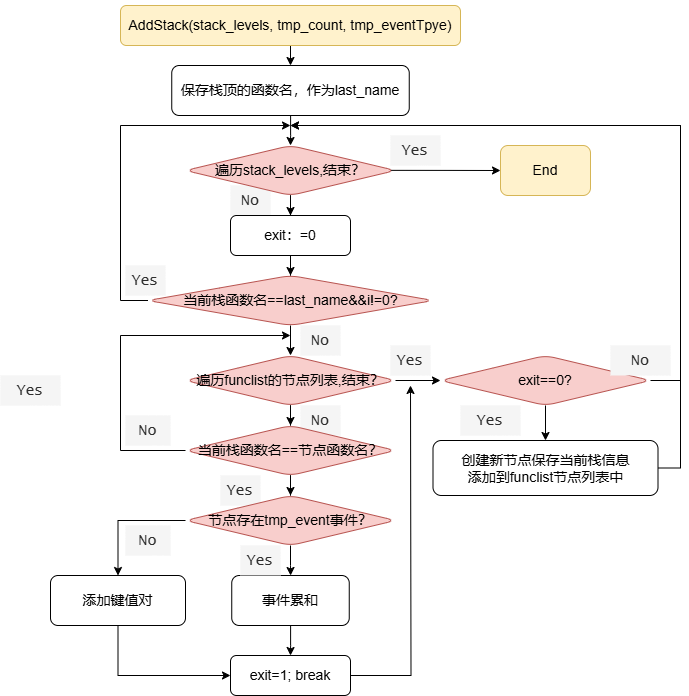 AddStack(stack_levels, tmp_count, tmp_eventTpye)
保存栈顶的函数名，作为last_name
遍历stack_levels,结束?
Yes
End
No
exit：=0
Yes
当前栈函数名==last_name&&i!=0?
No
遍历funclist的节点列表,结束?
Yes
exit==0?
No
Yes
No
当前栈函数名==节点函数名?
No
Yes
创建新节点保存当前栈信息
添加到funclist节点列表中
Yes
节点存在tmp_event事件?
No
Yes
添加键值对
事件累和
exit=1; break